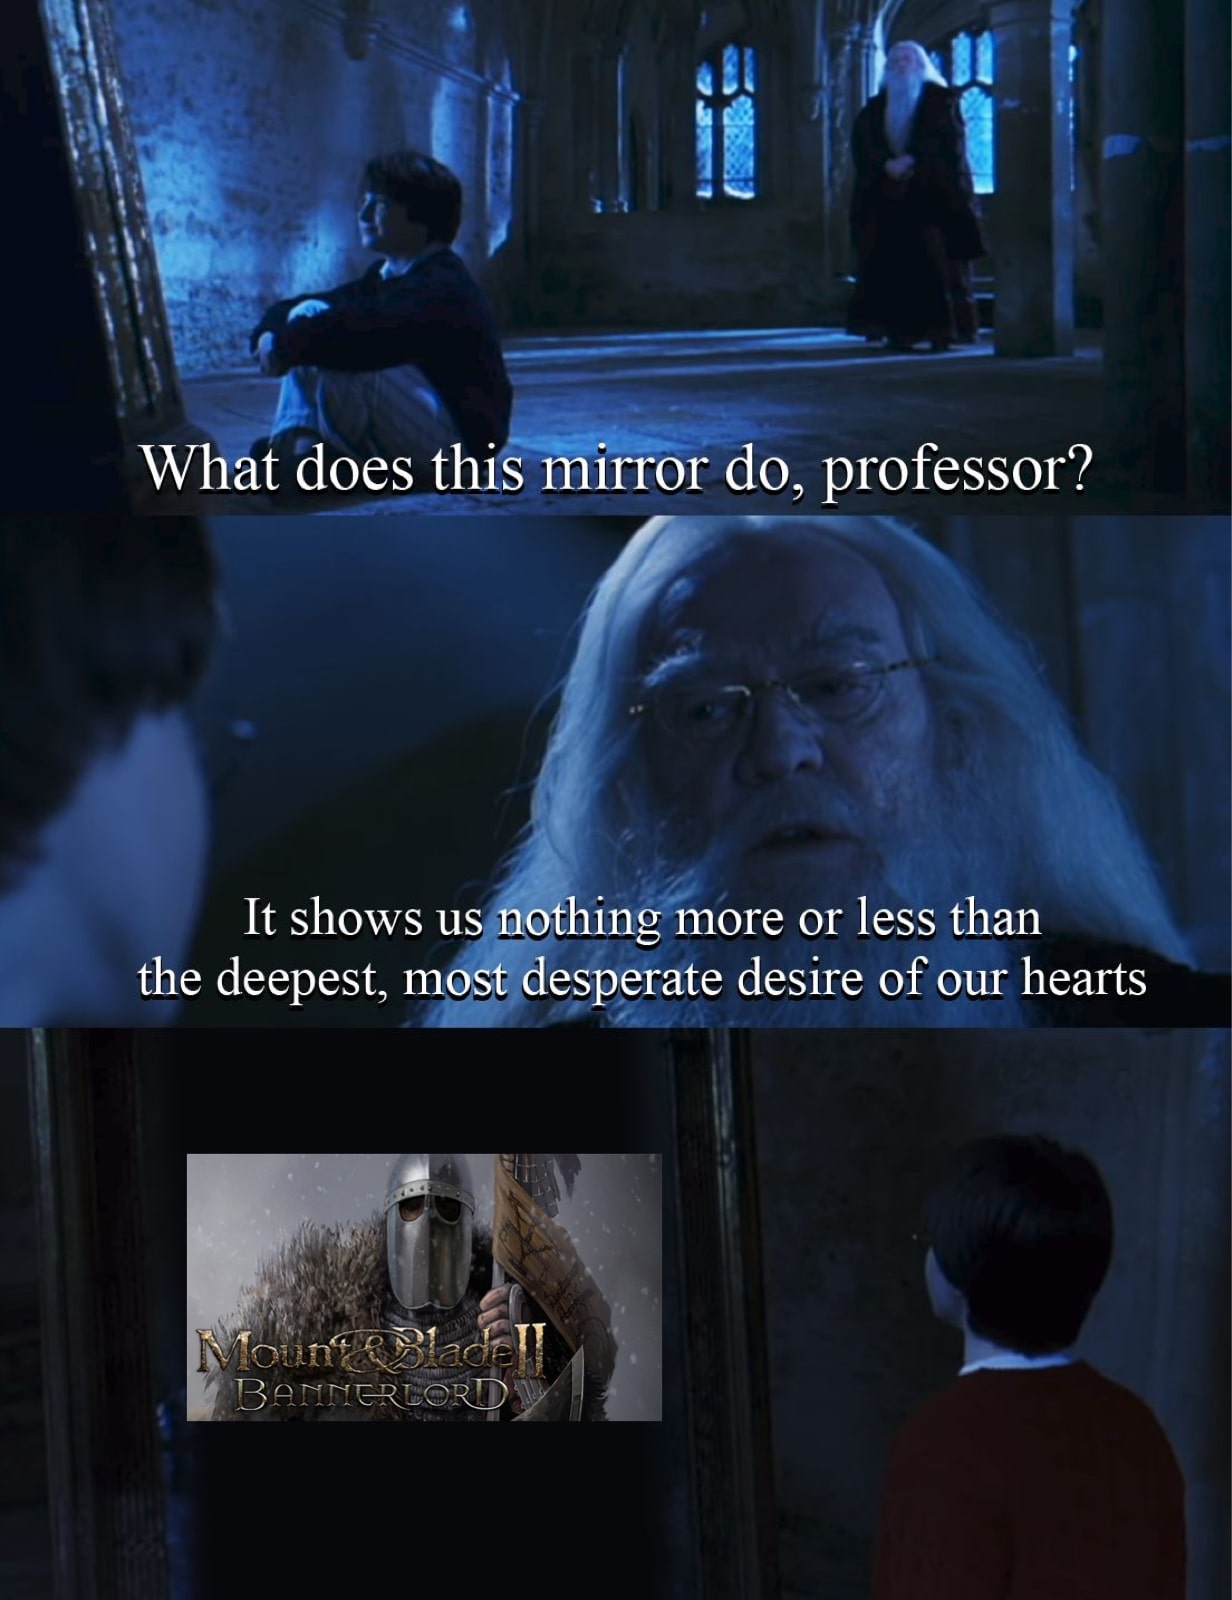 What does this mirror do, professor?
It shows us nothing more or less than
the deepest, most desperate desire of our hearts
Mount & Blade II
BANNERLORD